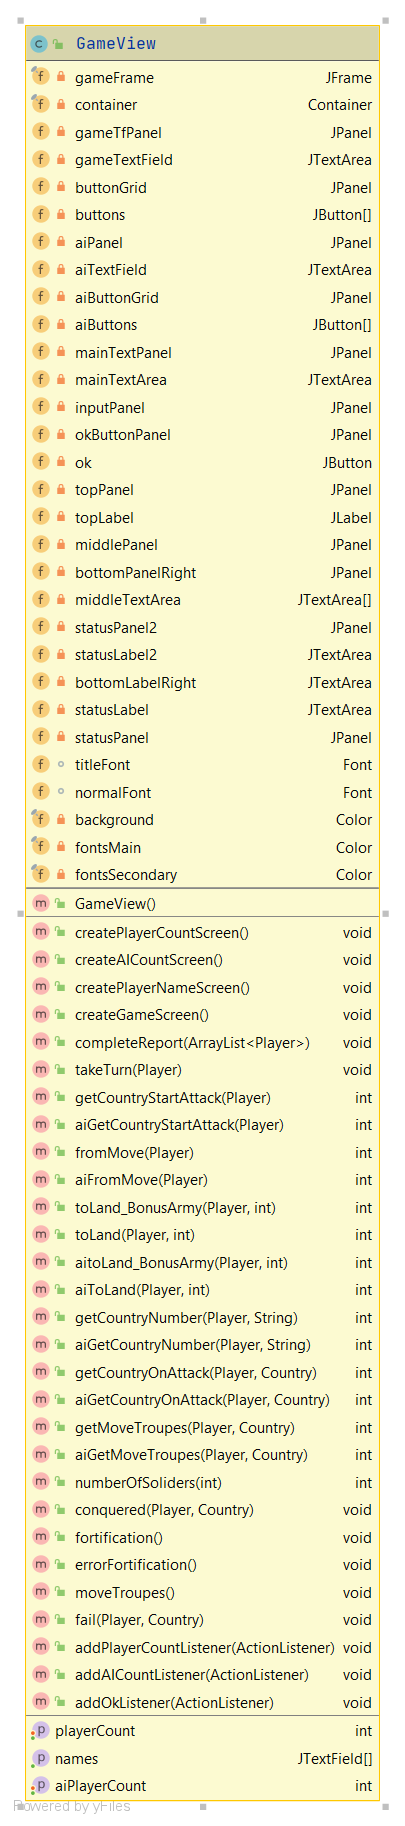 C GameView
f gameFrame JFrame
f container Container
f gameTfPanel JPanel
f gameTextField JTextArea
f buttonGrid JPanel
f buttons JButton[]
f aiPanel JPanel
f aiTextField JTextArea
f aiButtonGrid JPanel
f aiButtons JButton[]
f mainTextPanel JPanel
f mainTextArea JTextArea
f inputPanel JPanel
f okButtonPanel JPanel
f ok JButton
f topPanel JPanel
f topLabel JLabel
f middlePanel JPanel
f bottomPanelRight JPanel
f middleTextArea JTextArea[]
f statusPanel2 JPanel
f statusLabel2 JTextArea
f bottomLabelRight JTextArea
f statusLabel JTextArea
f statusPanel JPanel
f titleFont Font
f normalFont Font
f background Color
f fontsMain Color
f fontsSecondary Color
m GameView()
m createPlayerCountScreen() void
m createAICountScreen() void
m createPlayerNameScreen() void
m createGameScreen() void
m completeReport(ArrayList<Player>) void
m takeTurn(Player) void
m getCountryStartAttack(Player) int
m aiGetCountryStartAttack(Player) int
m fromMove(Player) int
m aiFromMove(Player) int
m toLand_BonusArmy(Player, int) int
m toLand(Player, int) int
m aitoLand_BonusArmy(Player, int) int
m aiToLand(Player, int) int
m getCountryNumber(Player, String) int
m aiGetCountryNumber(Player, String) int
m getCountryOnAttack(Player, Country) int
m aiGetCountryOnAttack(Player, Country) int
m getMoveTroupes(Player, Country) int
m aiGetMoveTroupes(Player, Country) int
m numberOfSoliders(int) int
m conquered(Player, Country) void
m fortification() void
m errorFortification() void
m moveTroupes() void
m fail(Player, Country) void
m addPlayerCountListener(ActionListener) void
m addAICountListener(ActionListener) void
m addOkListener(ActionListener) void
p playerCount int
p names JTextField[]
p aiPlayerCount int
Powered by yFiles